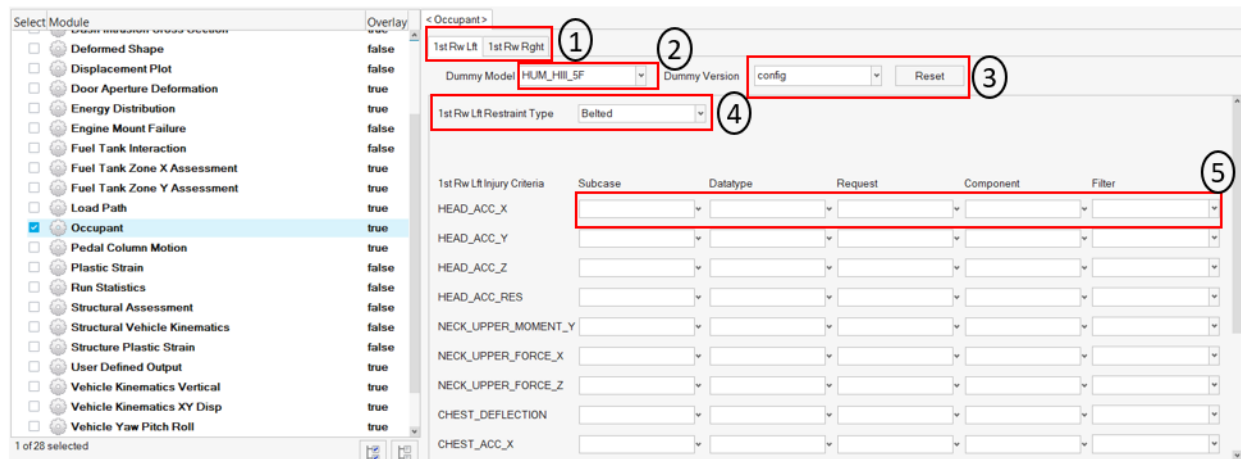 Select Module Overlay
Dash Intrusion Cross Section true
Deformed Shape false
Displacement Plot false
Door Aperture Deformation true
Energy Distribution true
Engine Mount Failure false
Fuel Tank Interaction false
Fuel Tank Zone X Assessment true
Fuel Tank Zone Y Assessment true
Load Path true
Occupant true
Pedal Column Motion true
Plastic Strain false
Run Statistics false
Structural Assessment false
Structural Vehicle Kinematics false
Structure Plastic Strain false
User Defined Output true
Vehicle Kinematics Vertical true
Vehicle Kinematics XY Disp true
Vehicle Yaw Pitch Roll true
1 of 28 selected
< Occupant >
1st Rw Lft 1st Rw Rght 1
2
Dummy Model HUM_HIII_5F Dummy Version config Reset 3
1st Rw Lft Restraint Type Belted 4
5
1st Rw Lft Injury Criteria Subcase Datatype Request Component Filter
HEAD_ACC_X
HEAD_ACC_Y
HEAD_ACC_Z
HEAD_ACC_RES
NECK_UPPER_MOMENT_Y
NECK_UPPER_FORCE_X
NECK_UPPER_FORCE_Z
CHEST_DEFLECTION
CHEST_ACC_X